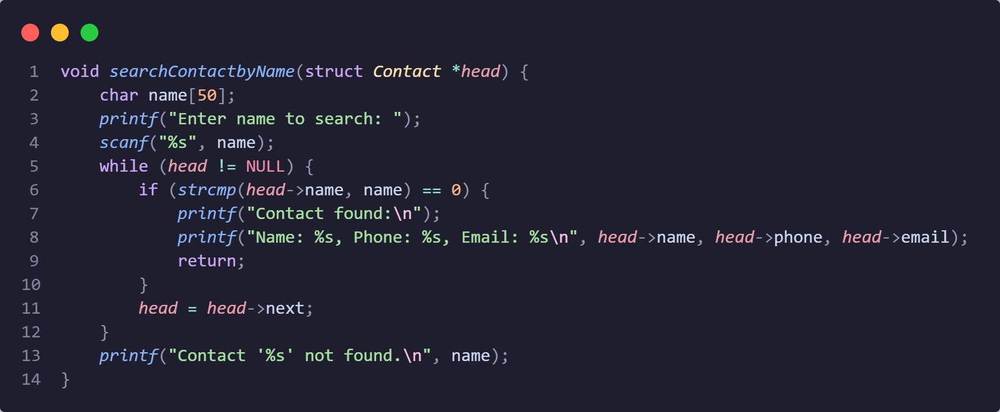 1 void searchContactbyName(struct Contact *head) {
2     char name[50];
3     printf("Enter name to search: ");
4     scanf("%s", name);
5     while (head != NULL) {
6         if (strcmp(head->name, name) == 0) {
7             printf("Contact found:\n");
8             printf("Name: %s, Phone: %s, Email: %s\n", head->name, head->phone, head->email);
9             return;
10         }
11         head = head->next;
12     }
13     printf("Contact '%s' not found.\n", name);
14 }